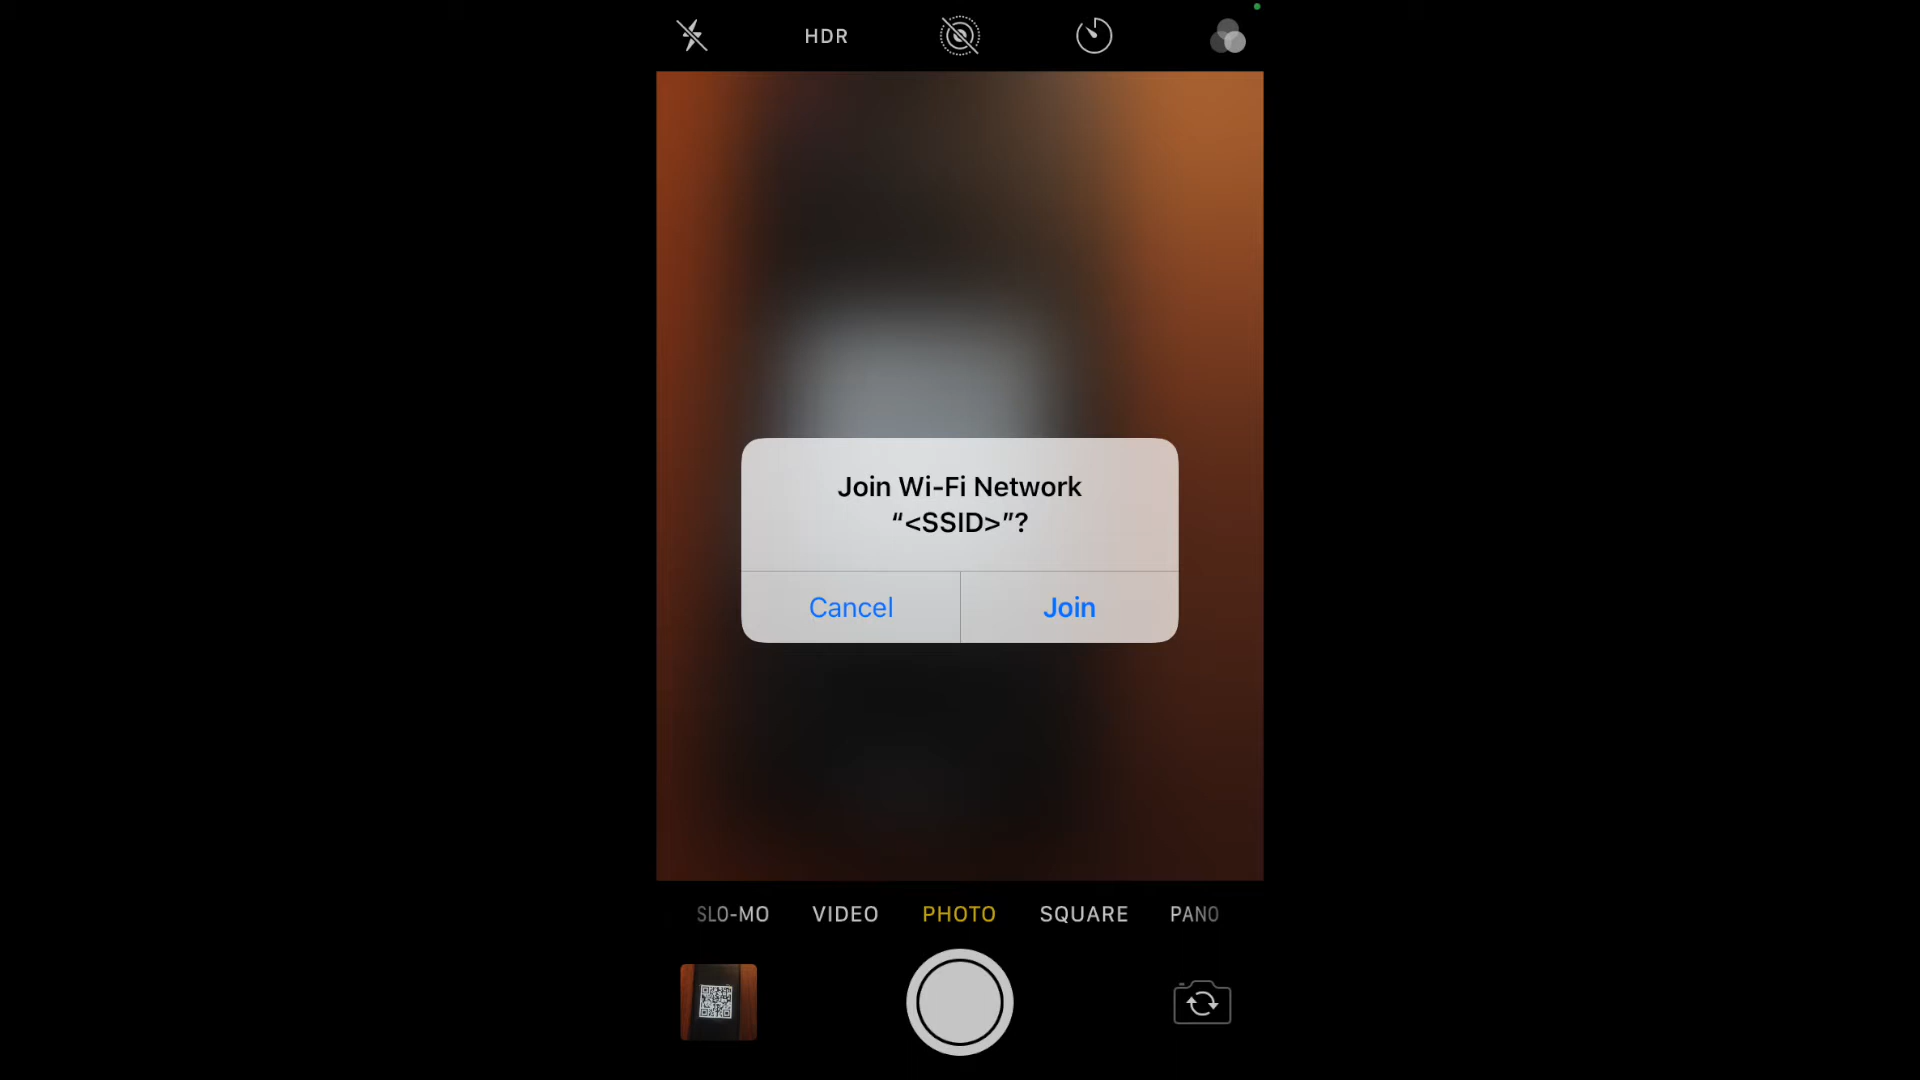 HDR
Join Wi-Fi Network
“<SSID>”?
Cancel Join
SLO-MO VIDEO PHOTO SQUARE PANO